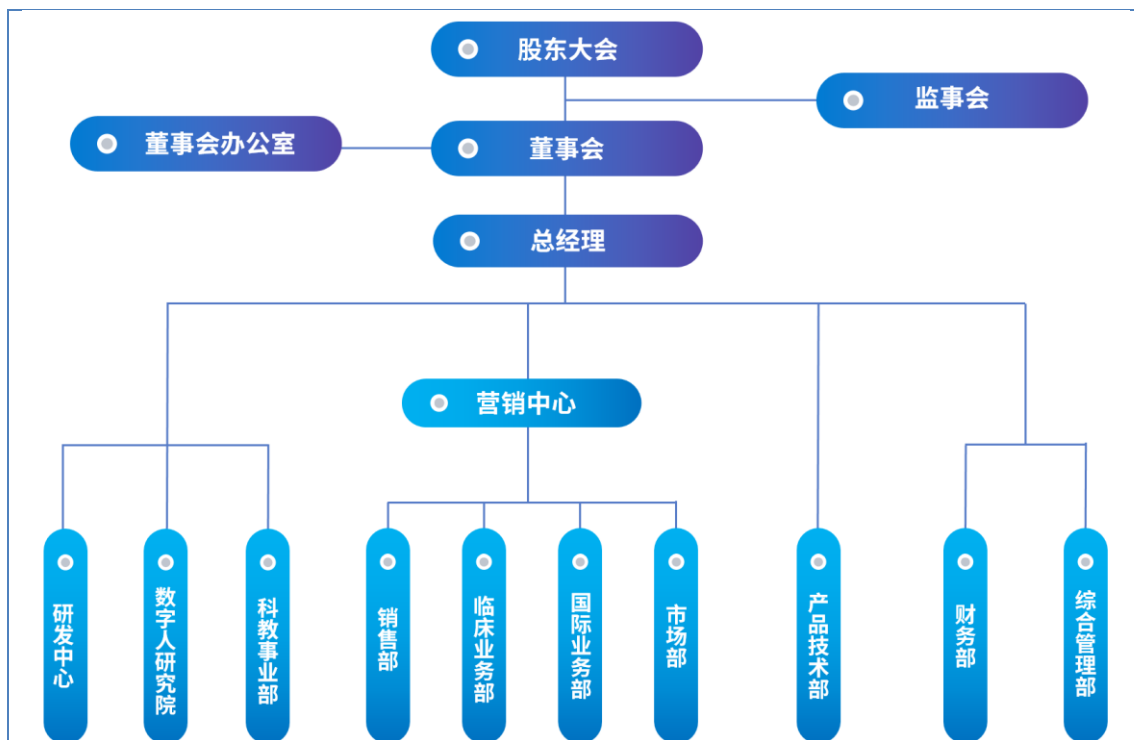 股东大会
监事会
董事会办公室
董事会
总经理
营销中心
研发中心
数字人研究院
科教事业部
销售部
临床业务部
国际业务部
市场部
产品技术部
财务部
综合管理部